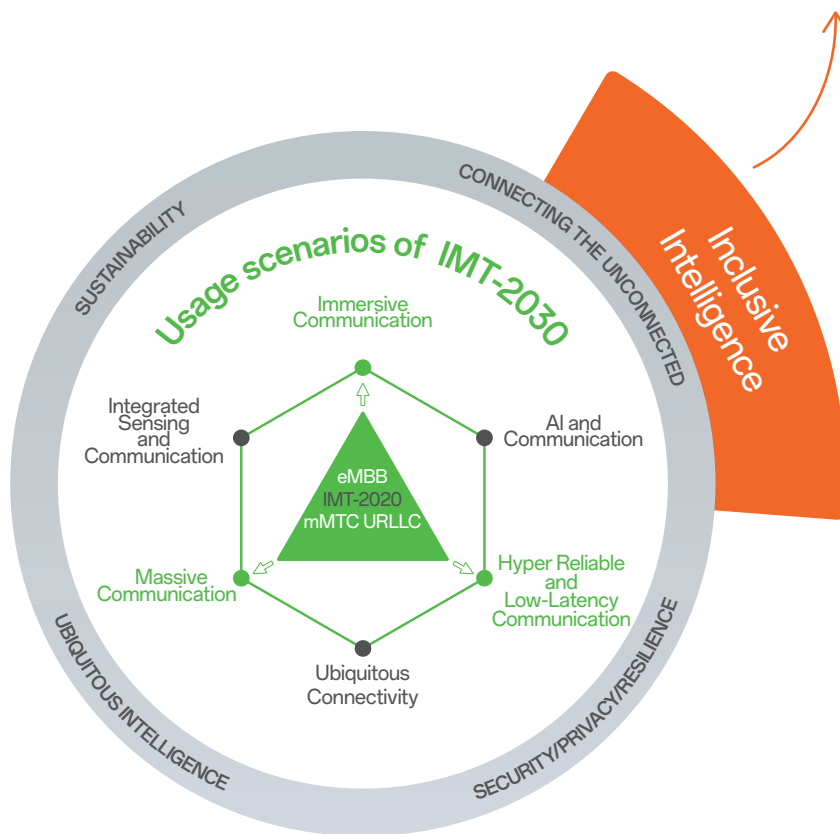 CONNECTING THE UNCONNECTED
SUSTAINABILITY
Inclusive
Intelligence
Usage scenarios of IMT-2030
Immersive
Communication
Integrated
Sensing
and
Communication
AI and
Communication
eMBB
IMT-2020
mMTC URLLC
Massive
Communication
Hyper Reliable
and
Low-Latency
Communication
Ubiquitous
Connectivity
UBIQUITOUS INTELLIGENCE
SECURITY/PRIVACY/RESILIENCE